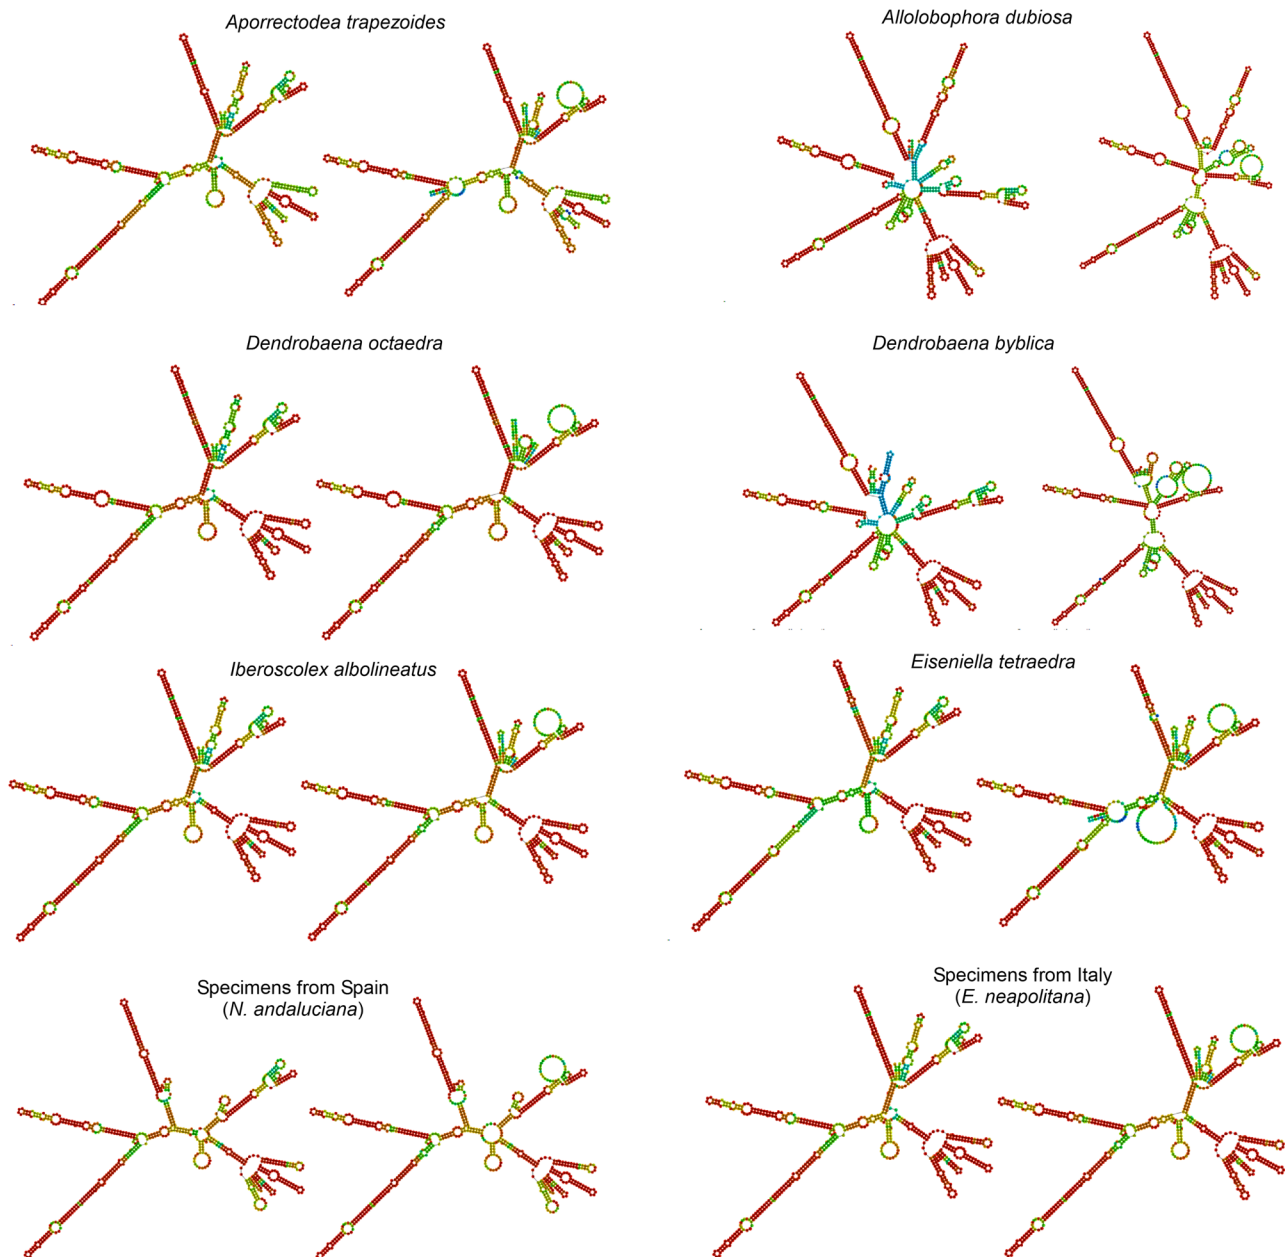 Aporrectodea trapezoides
Allolobophora dubiosa
Dendrobaena octaedra
Dendrobaena byblica
Iberoscolex albolineatus
Eiseniella tetraedra
Specimens from Spain
(N. andaluciana)
Specimens from Italy
(E. neapolitana)